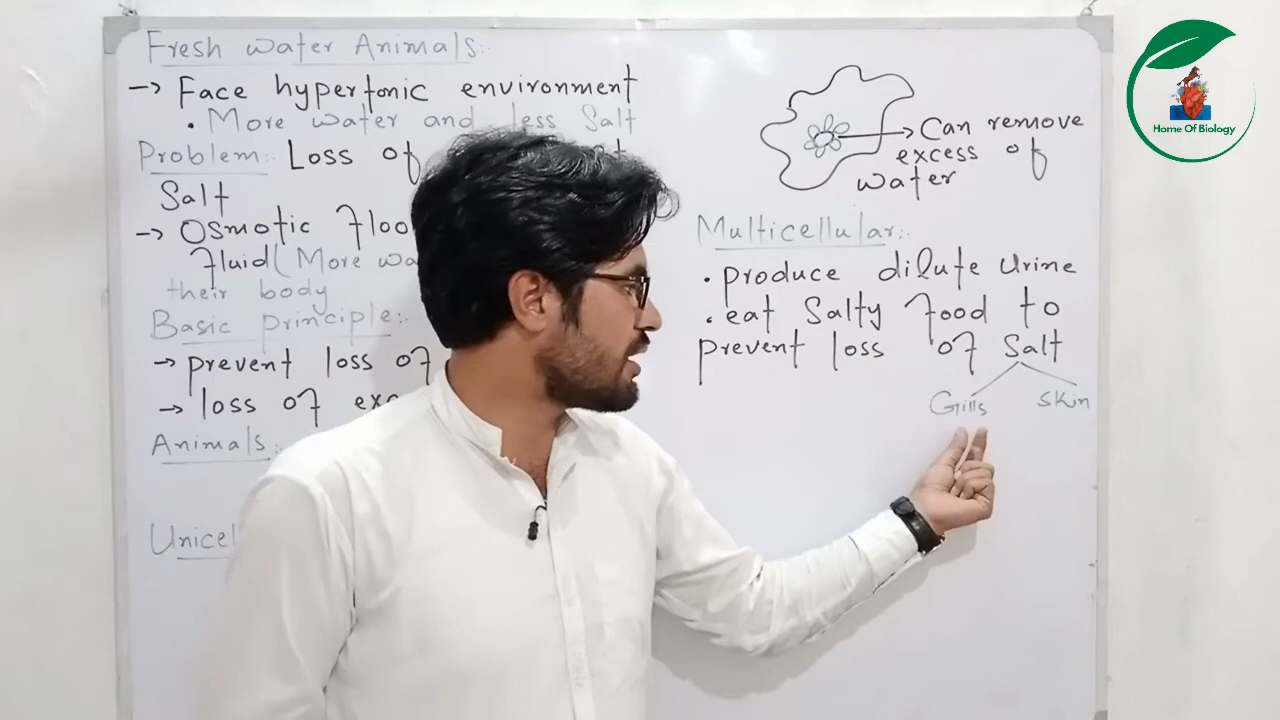 Fresh water Animals:-
→ Face hypertonic environment
• More water and less Salt
Problem:- Loss of
Salt
→ Osmotic floo
fluid (More wa
their body
Basic principle:-
→ prevent loss of
→ loss of exc
Animals:-
Unicel
→ Can remove
excess of
water
Multicellular:-
• produce dilute Urine
• eat Salty food to
prevent loss of Salt
Gills Skin
Home Of Biology